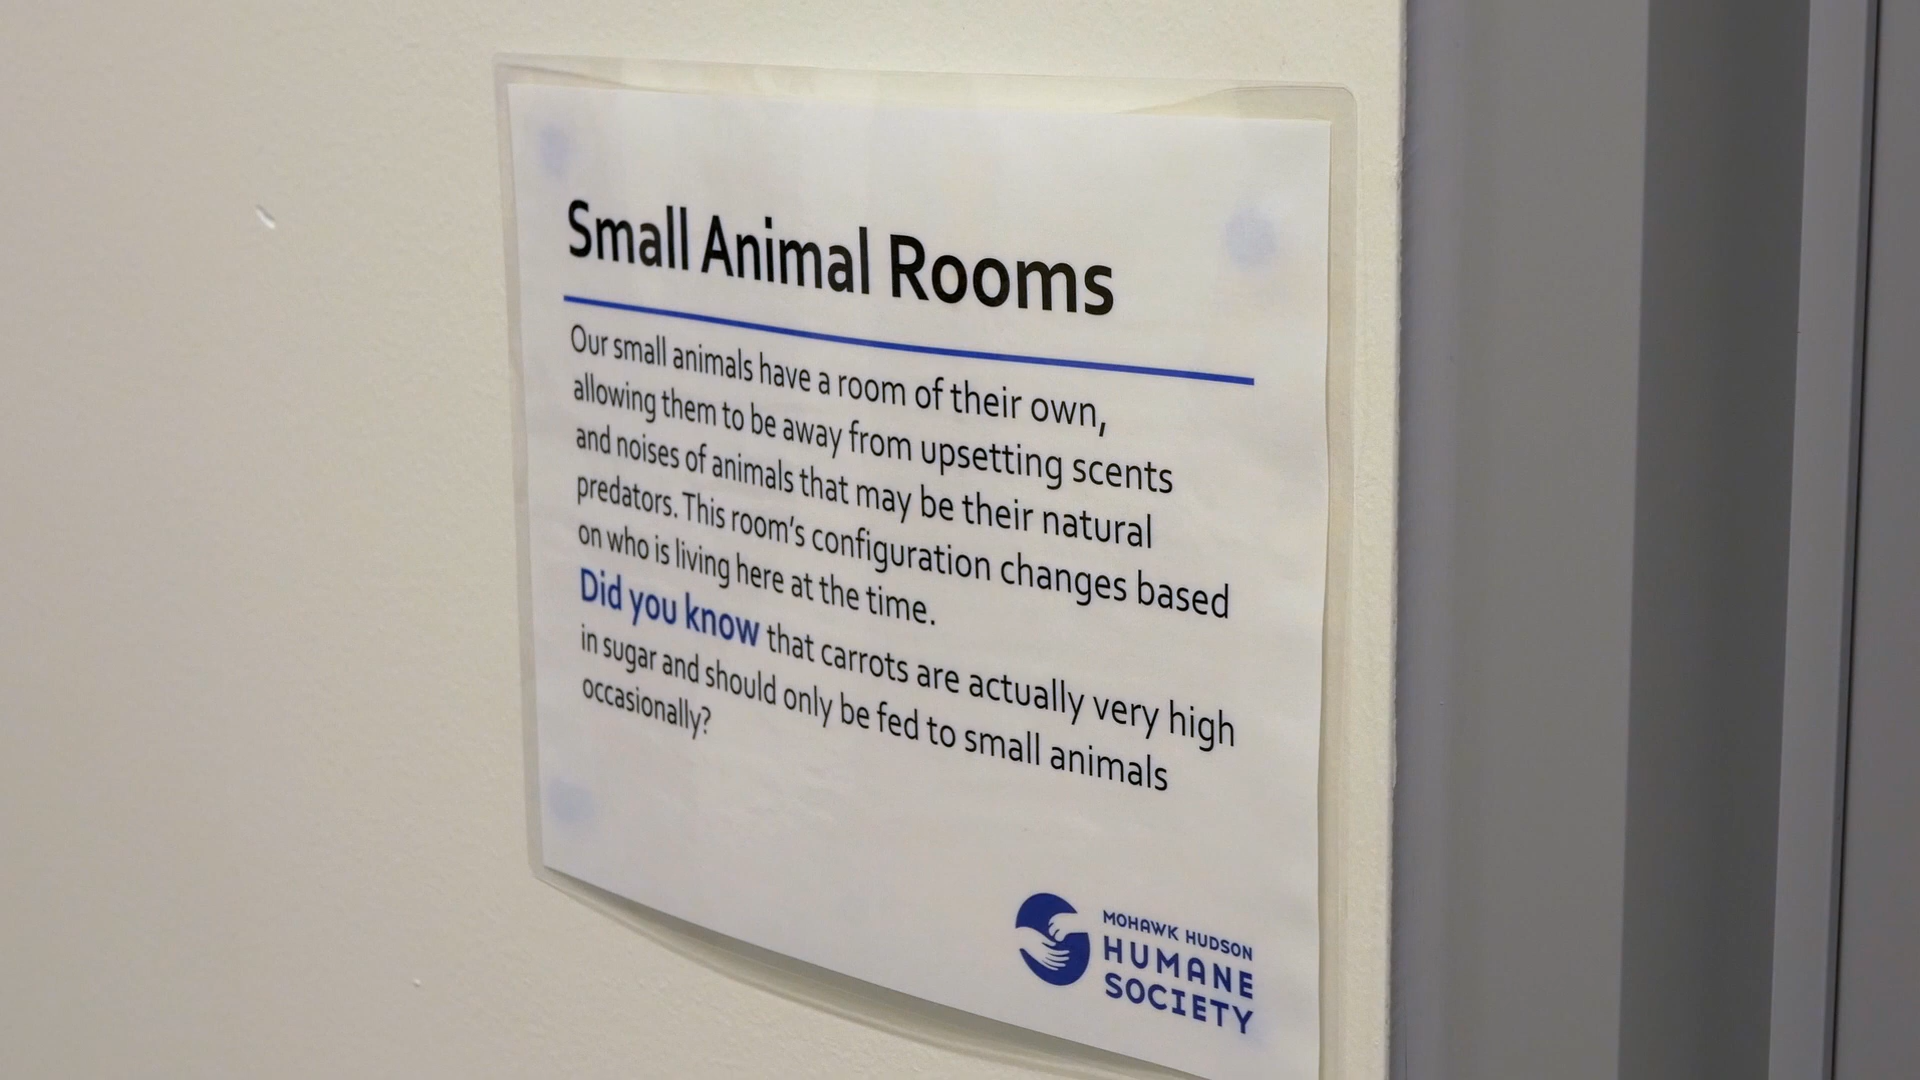 Small Animal Rooms
Our small animals have a room of their own,
allowing them to be away from upsetting scents
and noises of animals that may be their natural
predators. This room's configuration changes based
on who is living here at the time.
Did you know that carrots are actually very high
in sugar and should only be fed to small animals
occasionally?
MOHAWK HUDSON
HUMANE
SOCIETY